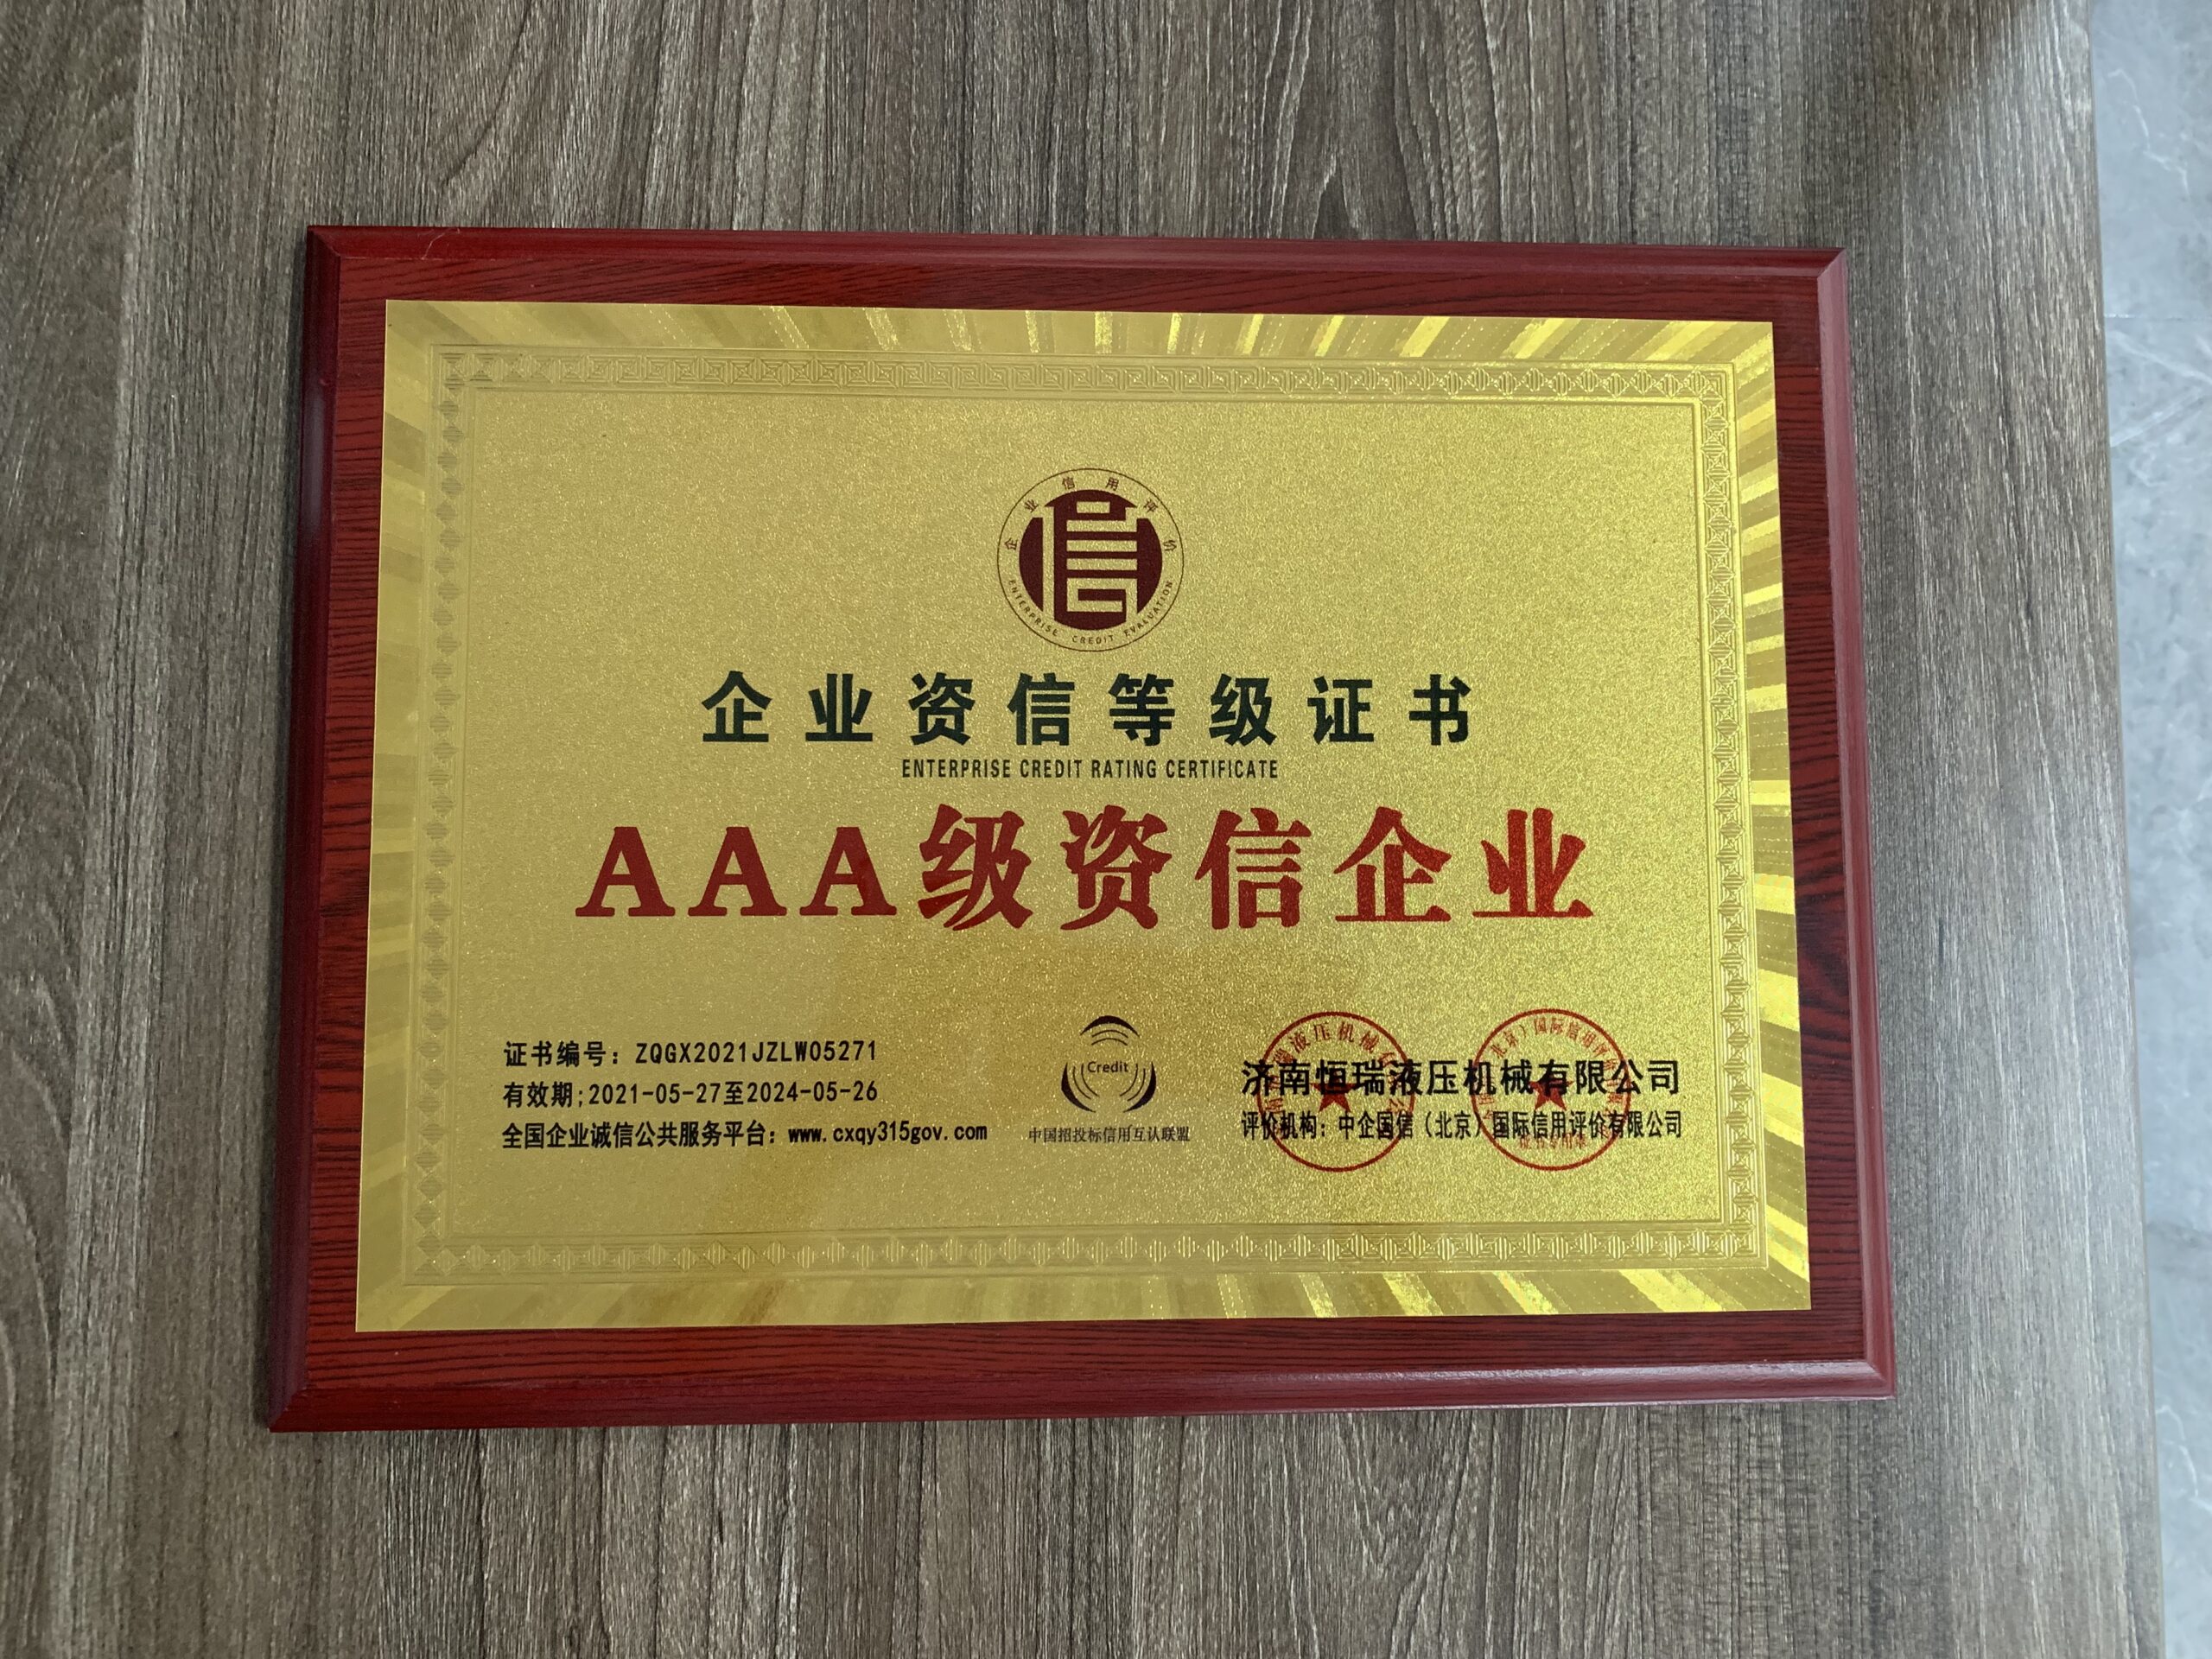 企业信用评价
ENTERPRISE CREDIT EVALUATION
企业资信等级证书
ENTERPRISE CREDIT RATING CERTIFICATE
AAA级资信企业
证书编号：ZQGX2021JZLW05271
有效期;2021-05-27至2024-05-26
全国企业诚信公共服务平台：www.cxqy315gov.com
Credit
中国招投标信用互认联盟
济南恒瑞液压机械有限公司
评价机构：中企国信（北京）国际信用评价有限公司